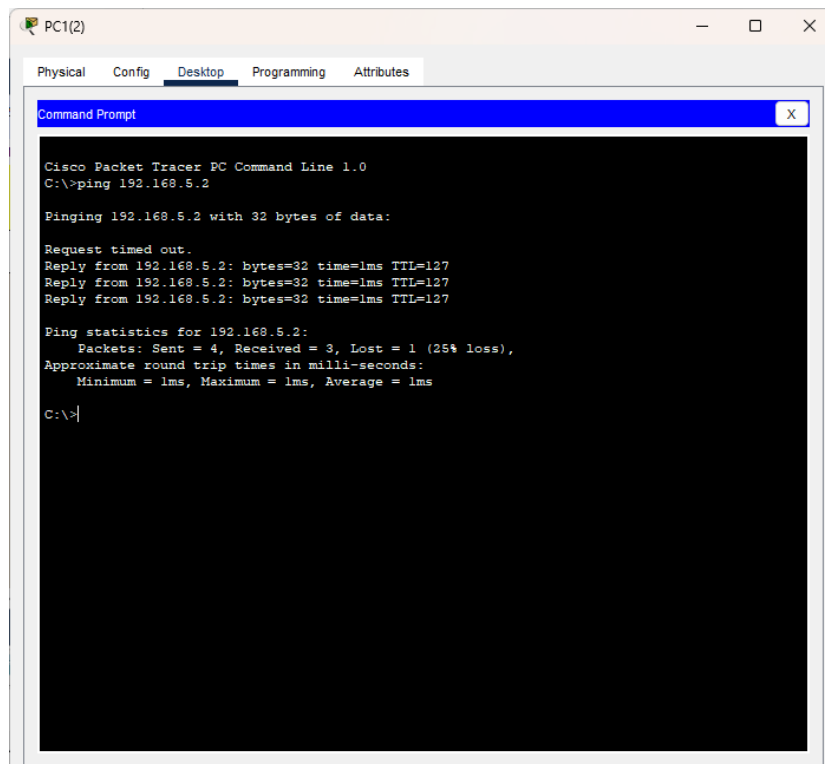 PC1(2)
Physical Config Desktop Programming Attributes
Command Prompt
X
Cisco Packet Tracer PC Command Line 1.0
C:\>ping 192.168.5.2
Pinging 192.168.5.2 with 32 bytes of data:
Request timed out.
Reply from 192.168.5.2: bytes=32 time=1ms TTL=127
Reply from 192.168.5.2: bytes=32 time=1ms TTL=127
Reply from 192.168.5.2: bytes=32 time=1ms TTL=127
Ping statistics for 192.168.5.2:
Packets: Sent = 4, Received = 3, Lost = 1 (25% loss),
Approximate round trip times in milli-seconds:
Minimum = 1ms, Maximum = 1ms, Average = 1ms
C:\>